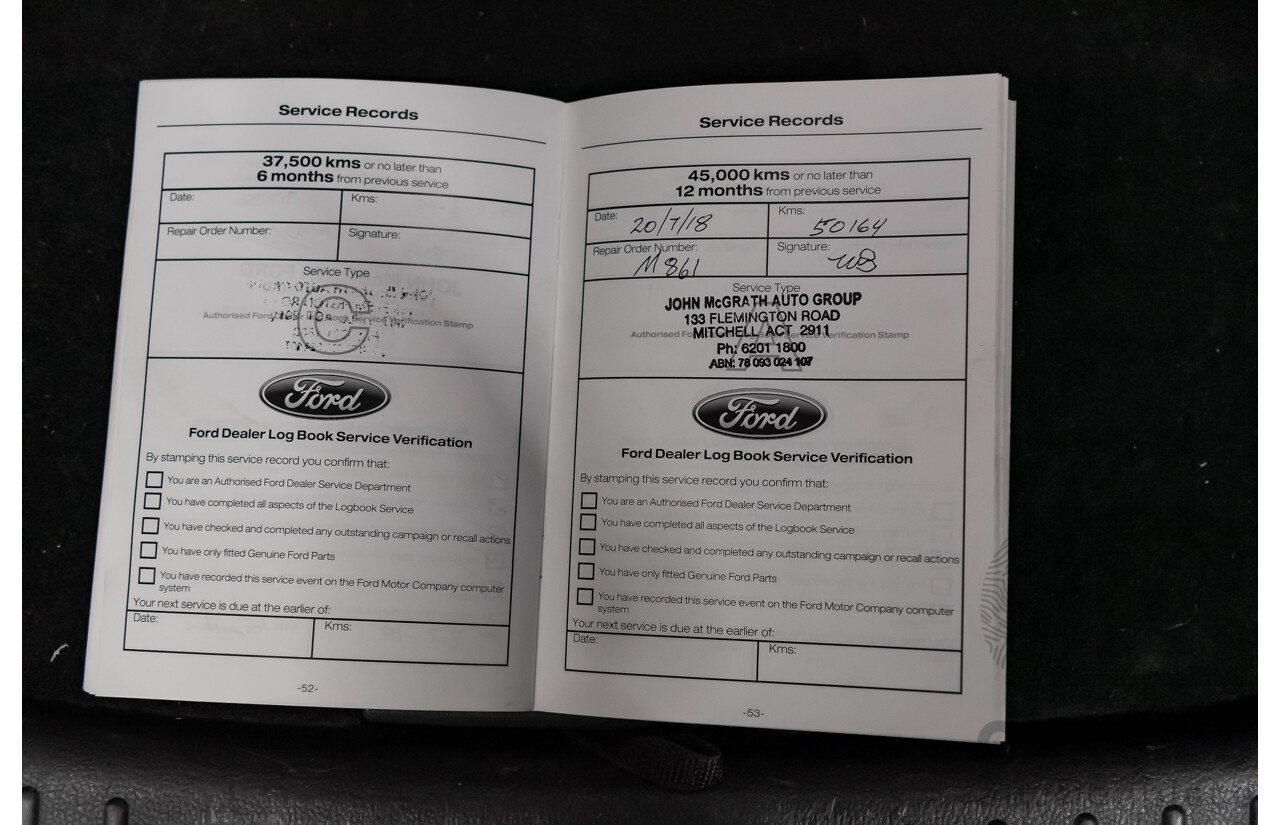 Service Records
37,500 kms or no later than
6 months from previous service
Date:
Kms:
Repair Order Number:
Signature:
Service Type
C
Authorised Ford Service Verification Stamp
Ford
Ford Dealer Log Book Service Verification
By stamping this service record you confirm that:
You are an Authorised Ford Dealer Service Department
You have completed all aspects of the Logbook Service
You have checked and completed any outstanding campaign or recall actions
You have only fitted Genuine Ford Parts
You have recorded this service event on the Ford Motor Company computer
system
Your next service is due at the earlier of:
Date:
Kms:
-52-
Service Records
45,000 kms or no later than
12 months from previous service
Date: 20/7/18
Kms: 50164
Repair Order Number: M861
Signature:
Service Type
A
JOHN McGRATH AUTO GROUP
133 FLEMINGTON ROAD
Authorised Service Verification Stamp
MITCHELL ACT 2911
Ph: 6201 1800
ABN: 78 093 024 107
Ford
Ford Dealer Log Book Service Verification
By stamping this service record you confirm that:
You are an Authorised Ford Dealer Service Department
You have completed all aspects of the Logbook Service
You have checked and completed any outstanding campaign or recall actions
You have only fitted Genuine Ford Parts
You have recorded this service event on the Ford Motor Company computer
system
Your next service is due at the earlier of:
Date:
Kms:
-53-